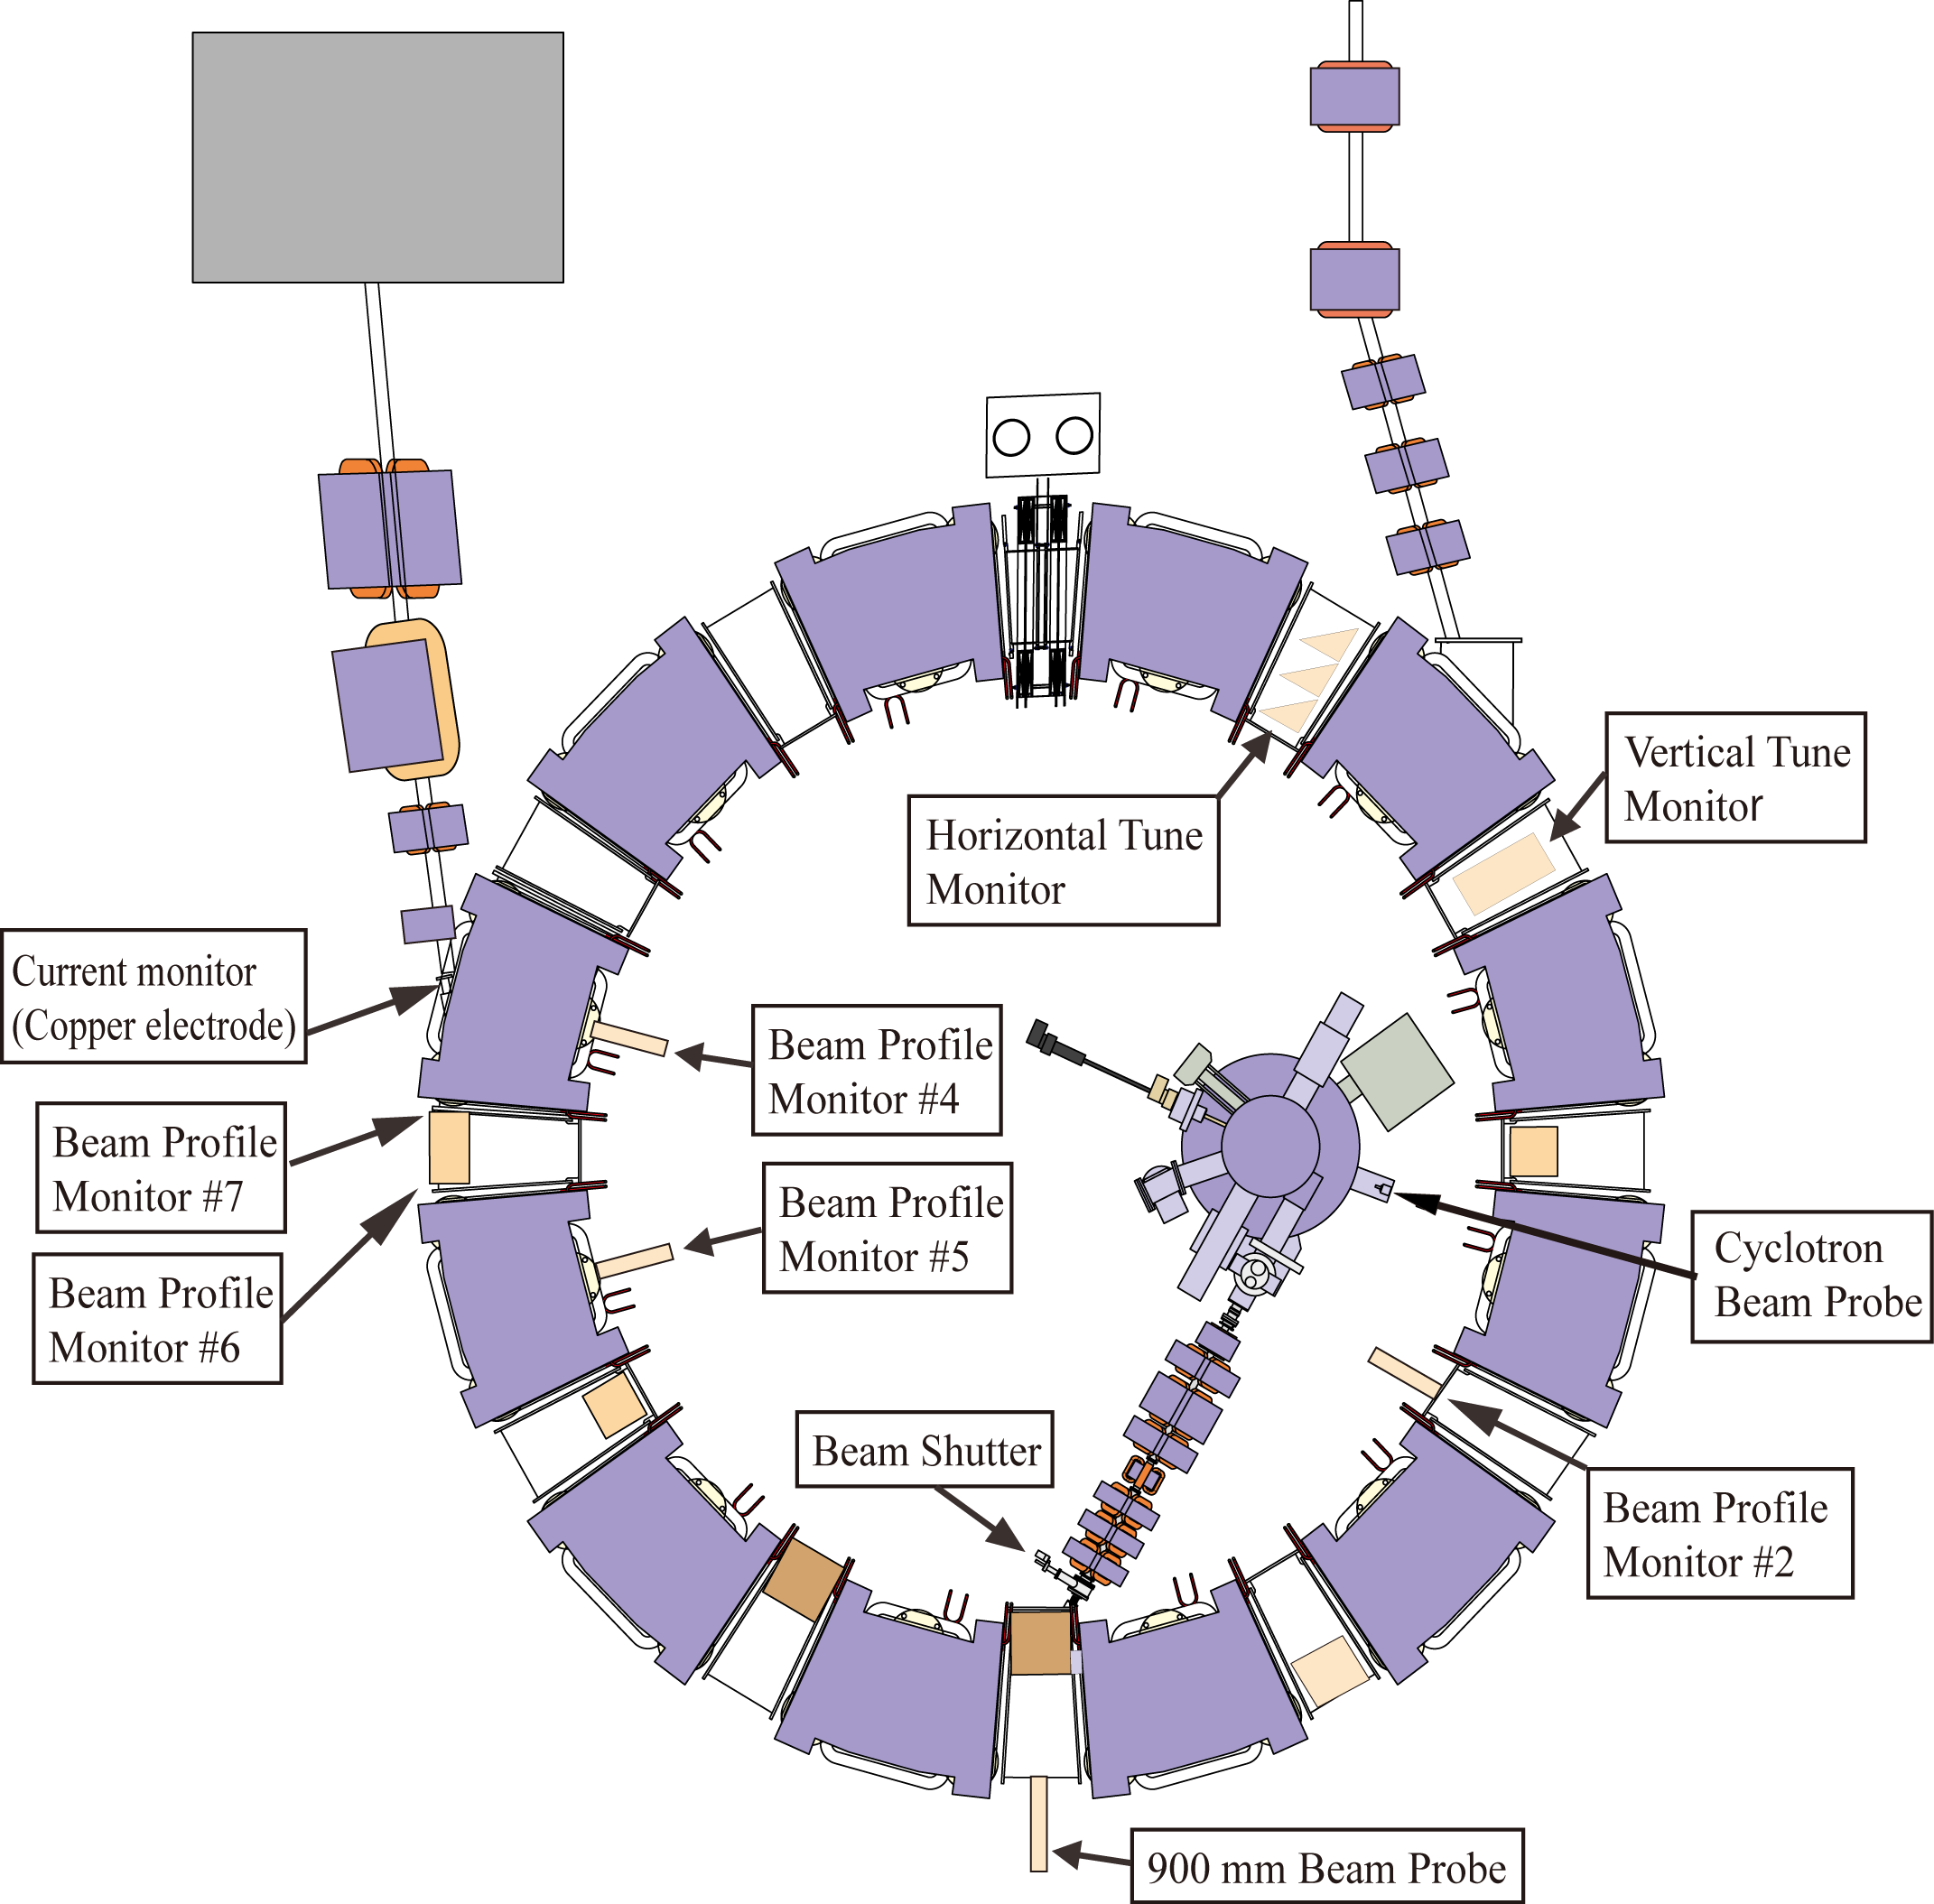 Vertical Tune
Monitor
Horizontal Tune
Monitor
Current monitor
(Copper electrode)
Beam Profile
Monitor #4
Beam Profile
Monitor #7
Beam Profile
Monitor #5
Beam Profile
Monitor #6
Cyclotron
Beam Probe
Beam Shutter
Beam Profile
Monitor #2
900 mm Beam Probe